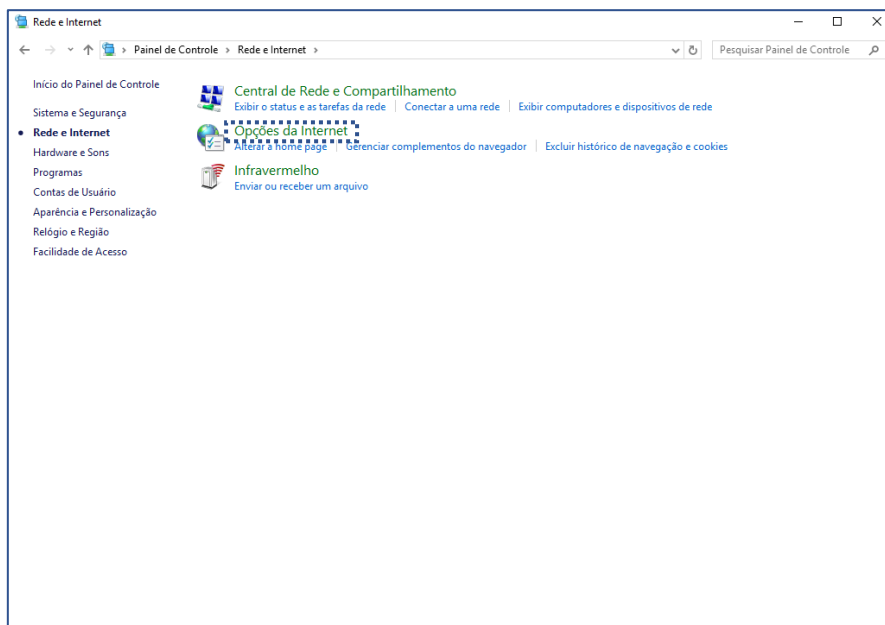 Rede e Internet
Painel de Controle > Rede e Internet >
Pesquisar Painel de Controle
Início do Painel de Controle
Sistema e Segurança
Rede e Internet
Hardware e Sons
Programas
Contas de Usuário
Aparência e Personalização
Relógio e Região
Facilidade de Acesso
Central de Rede e Compartilhamento
Exibir o status e as tarefas da rede | Conectar a uma rede | Exibir computadores e dispositivos de rede
Opções da Internet
Alterar a home page | Gerenciar complementos do navegador | Excluir histórico de navegação e cookies
Infravermelho
Enviar ou receber um arquivo